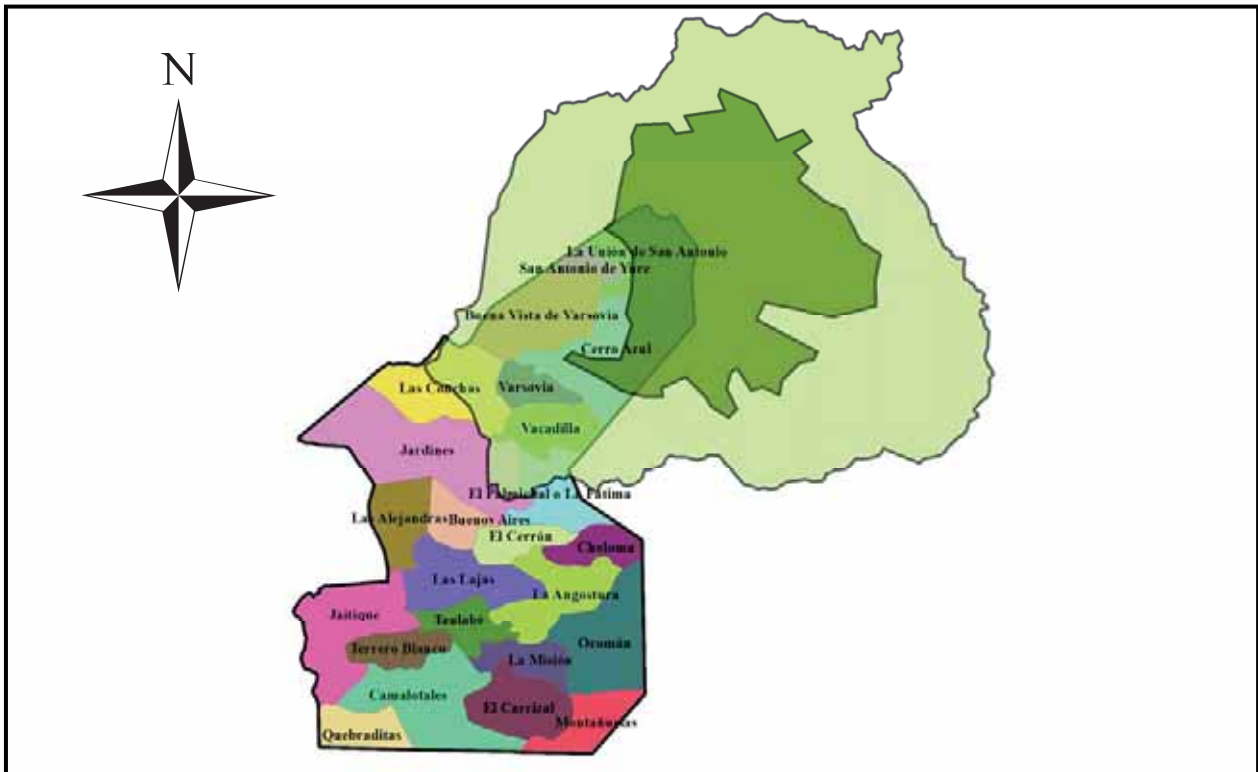 N
La Unión de San Antonio
San Antonio de Yure
Buena Vista de Varsovia
Cerro Azul
Las Conchas
Varsovia
Vacadilla
Jardines
El Palmichal o La Fátima
Las Alejandras
Buenos Aires
El Cerrón
Choloma
Las Lajas
La Angostura
Jaitique
Taulabé
Terrero Blanco
Oromán
La Misión
Camalotales
El Carrizal
Montañuelas
Quebraditas